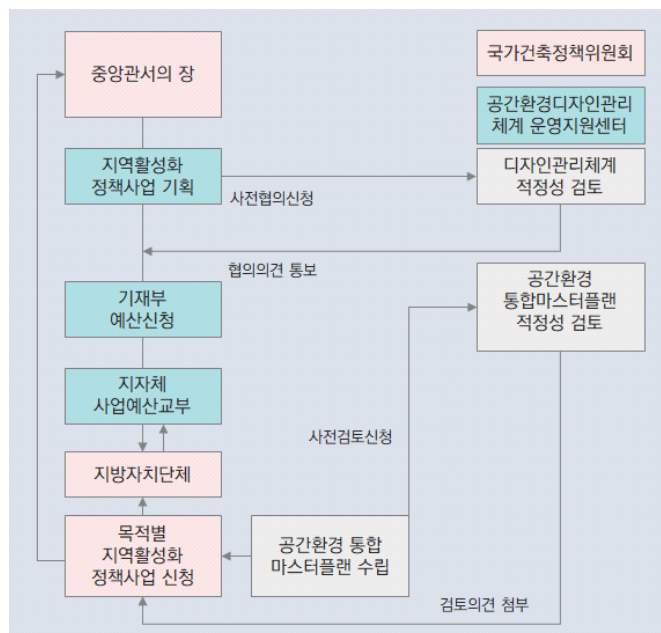 중앙관서의 장
국가건축정책위원회
공간환경디자인관리
체계 운영지원센터
지역활성화
정책사업 기획
사전협의신청
디자인관리체계
적정성 검토
협의의견 통보
기재부
예산신청
공간환경
통합마스터플랜
적정성 검토
지자체
사업예산교부
사전검토신청
지방자치단체
목적별
지역활성화
정책사업 신청
공간환경 통합
마스터플랜 수립
검토의견 첨부